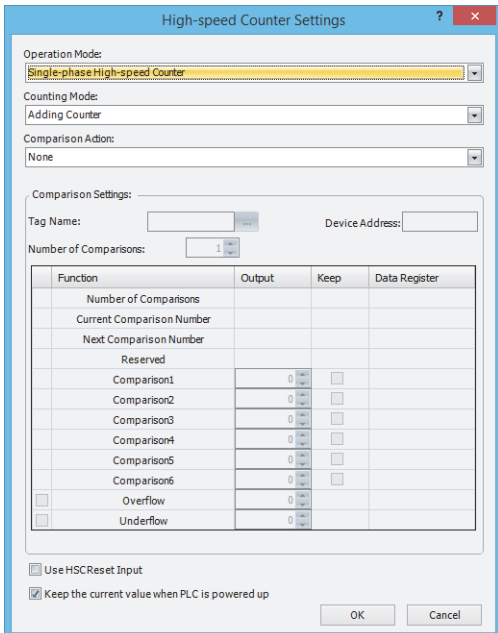 High-speed Counter Settings
?
×
Operation Mode:
Single-phase High-speed Counter
Counting Mode:
Adding Counter
Comparison Action:
None
Comparison Settings:
Tag Name: ... Device Address:
Number of Comparisons: 1
Function Output Keep Data Register
Number of Comparisons
Current Comparison Number
Next Comparison Number
Reserved
Comparison1 0
Comparison2 0
Comparison3 0
Comparison4 0
Comparison5 0
Comparison6 0
Overflow 0
Underflow 0
Use HSCReset Input
Keep the current value when PLC is powered up
OK Cancel